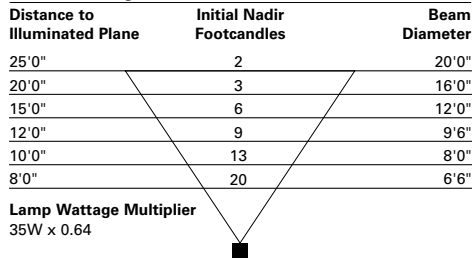 Distance to Initial Nadir Beam
Illuminated Plane Footcandles Diameter
25'0" 2 20'0"
20'0" 3 16'0"
15'0" 6 12'0"
12'0" 9 9'6"
10'0" 13 8'0"
8'0" 20 6'6"
Lamp Wattage Multiplier
35W x 0.64